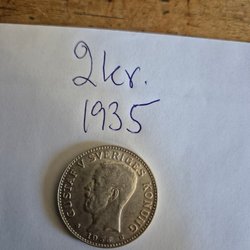 2kr.
1935
GUSTAF V SVERIGES KONUNG